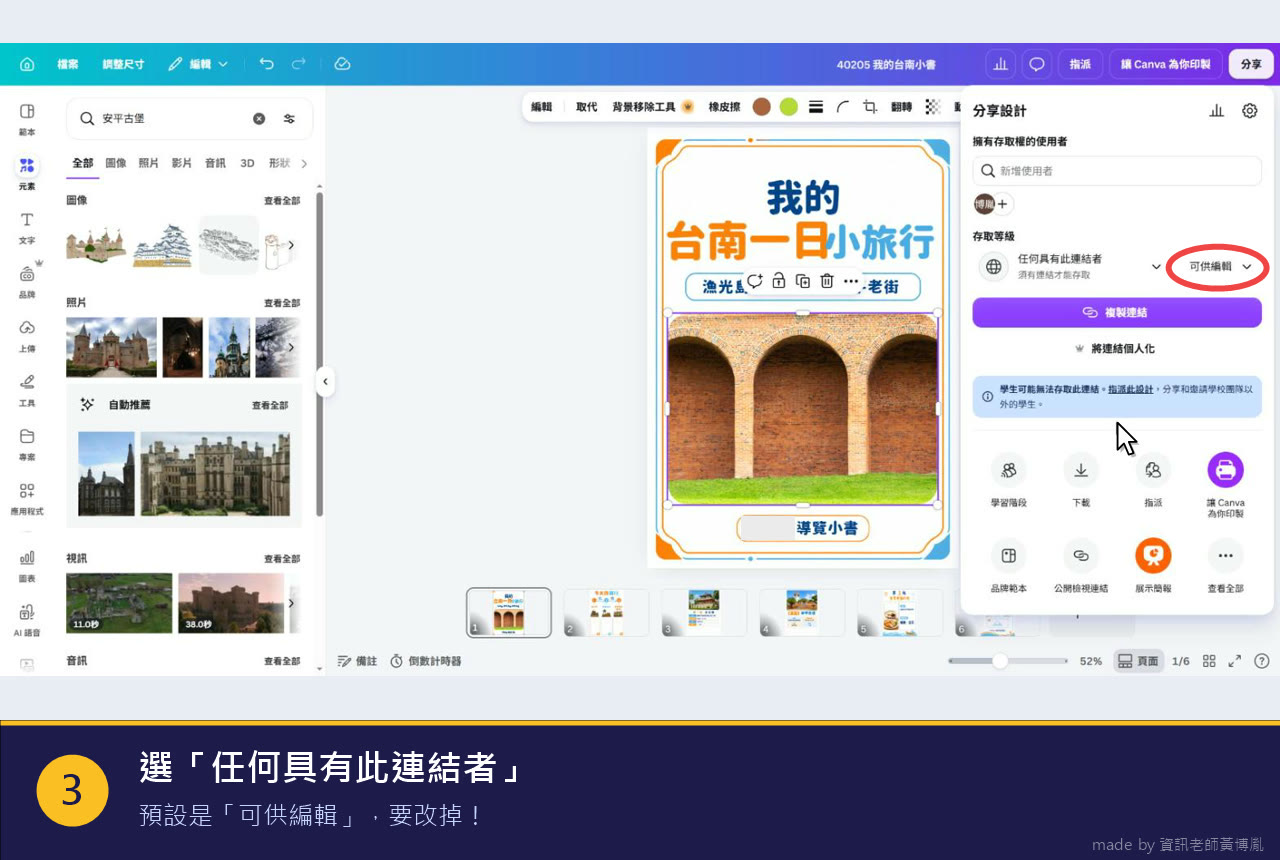 檔案 調整尺寸 編輯
40205 我的台南小書
指派 讓 Canva 為你印製 分享
範本
元素
文字
品牌
上傳
工具
專案
應用程式
圖表
AI 語音
安平古堡
全部 圖像 照片 影片 音訊 3D 形狀
圖像 查看全部
照片 查看全部
自動推薦 查看全部
視訊 查看全部
11.0秒 38.0秒
音訊 查看全部
編輯 取代 背景移除工具 橡皮擦 翻轉
我的
台南一日小旅行
漁光島 老街
導覽小書
1 2 3 4 5 6
備註 倒數計時器
52% 頁面 1/6
分享設計
擁有存取權的使用者
新增使用者
博胤
存取等級
任何具有此連結者
須有連結才能存取
可供編輯
複製連結
將連結個人化
學生可能無法存取此連結。指派此設計，分享和邀請學校團隊以
外的學生。
學習階段 下載 指派 讓 Canva
為你印製
品牌範本 公開檢視連結 展示簡報 查看全部
3
選「任何具有此連結者」
預設是「可供編輯」，要改掉！
made by 資訊老師黃博胤